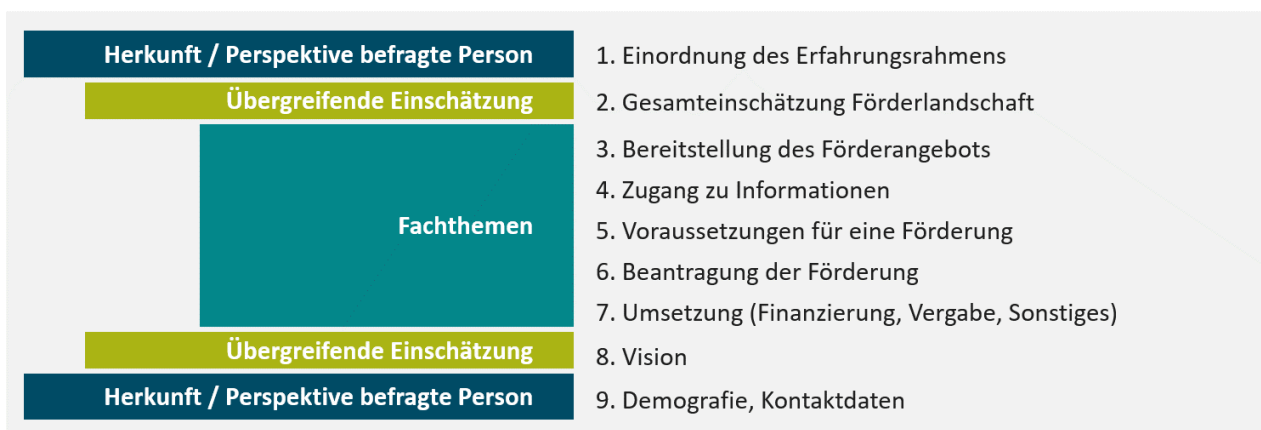 Herkunft / Perspektive befragte Person
1. Einordnung des Erfahrungsrahmens
Übergreifende Einschätzung
2. Gesamteinschätzung Förderlandschaft
Fachthemen
3. Bereitstellung des Förderangebots
4. Zugang zu Informationen
5. Voraussetzungen für eine Förderung
6. Beantragung der Förderung
7. Umsetzung (Finanzierung, Vergabe, Sonstiges)
Übergreifende Einschätzung
8. Vision
Herkunft / Perspektive befragte Person
9. Demografie, Kontaktdaten